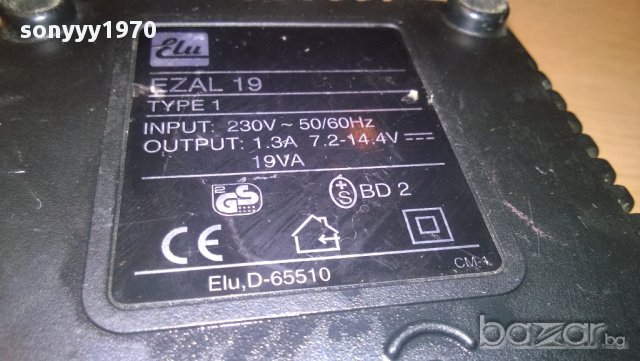 sonyyy1970
Elu
EZAL 19
TYPE 1
INPUT: 230V ~ 50/60Hz
OUTPUT: 1.3A 7.2-14.4V
19VA
GS
S BD 2
CE
CM-1
Elu,D-65510
bazar.bg